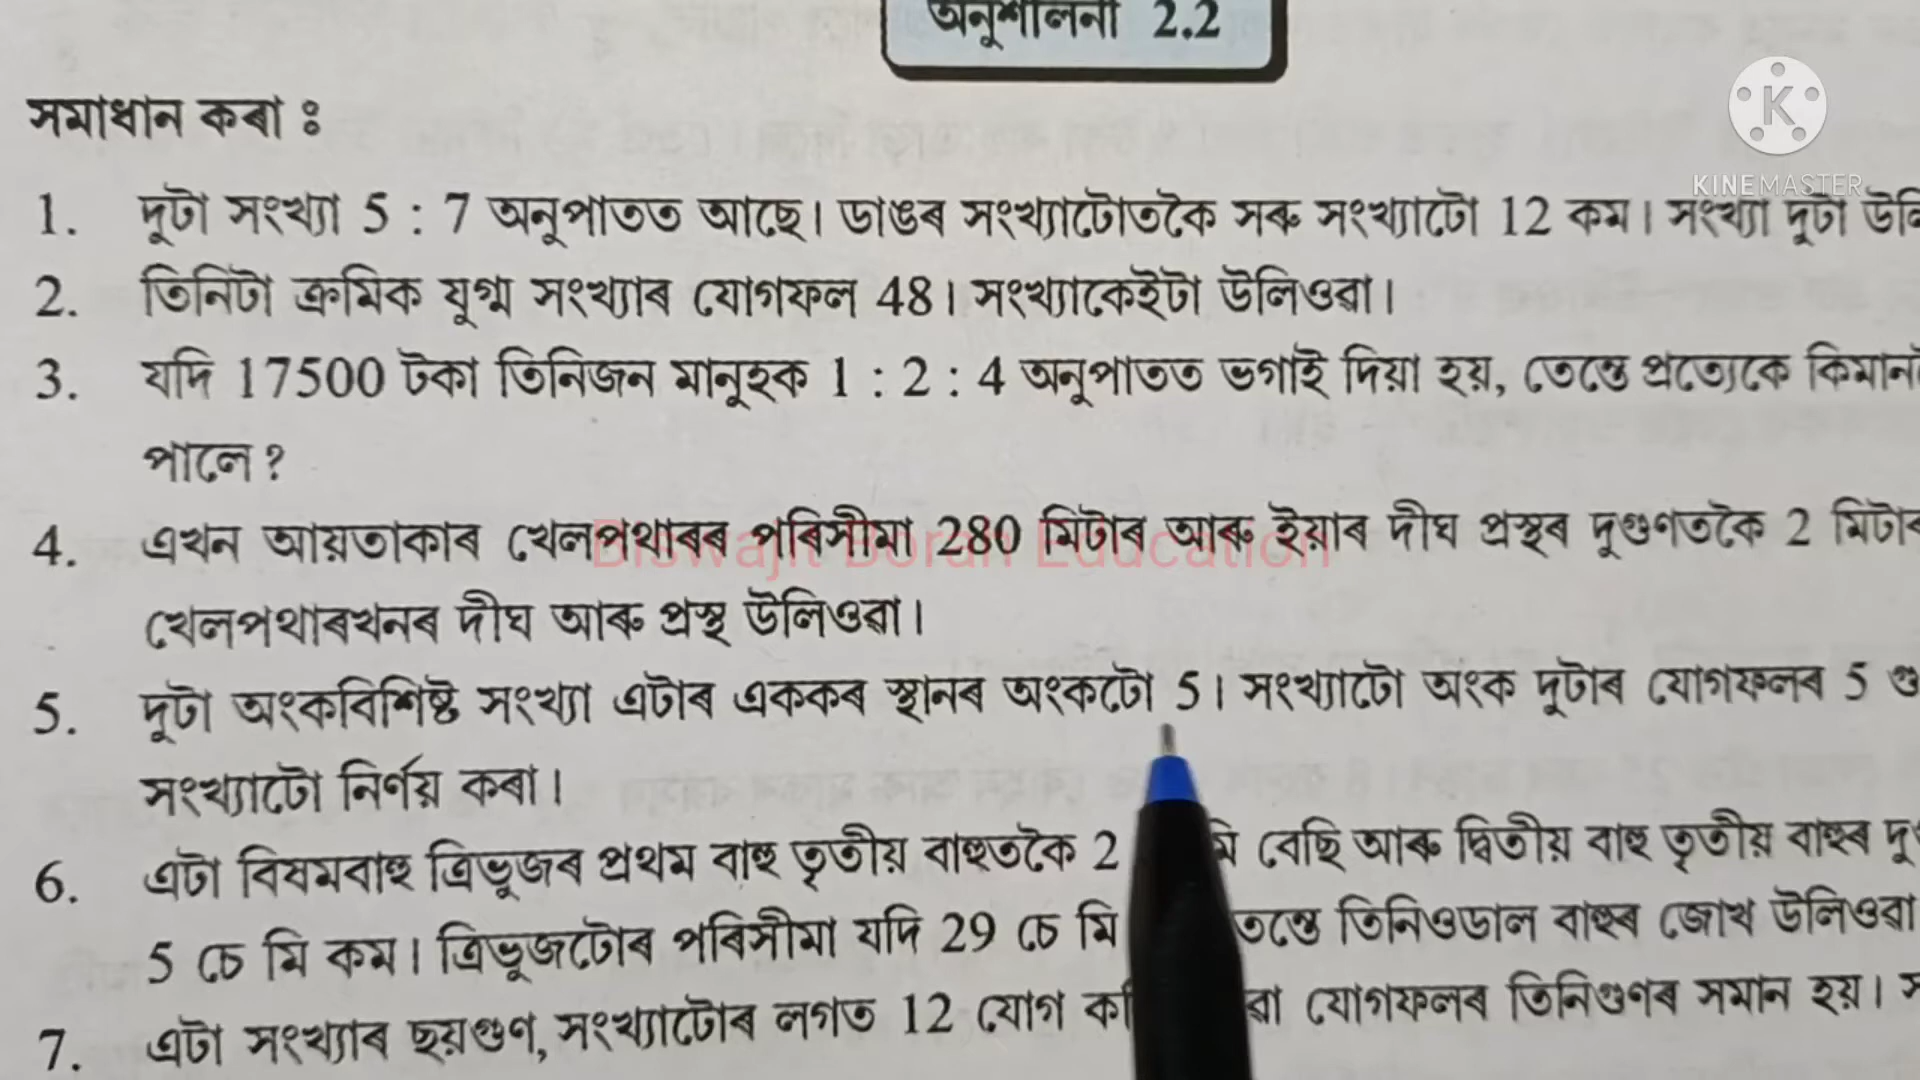 অনুশীলনী 2.2
KINEMASTER
সমাধান কৰা ঃ
1. দুটা সংখ্যা 5 : 7 অনুপাতত আছে। ডাঙৰ সংখ্যাটোতকৈ সৰু সংখ্যাটো 12 কম। সংখ্যা দুটা
2. তিনিটা ক্ৰমিক যুগ্ম সংখ্যাৰ যোগফল 48। সংখ্যাকেইটা উলিওৱা।
3. যদি 17500 টকা তিনিজন মানুহক 1 : 2 : 4 অনুপাতত ভগাই দিয়া হয়, তেন্তে প্ৰত্যেকে
পালে?
4. এখন আয়তাকাৰ খেলপথাৰৰ পৰিসীমা 280 মিটাৰ আৰু ইয়াৰ দীঘ প্ৰস্থৰ দুগুণতকৈ 2
Biswajit Borah Education
খেলপথাৰখনৰ দীঘ আৰু প্ৰস্থ উলিওৱা।
5. দুটা অংকবিশিষ্ট সংখ্যা এটাৰ এককৰ স্থানৰ অংকটো 5। সংখ্যাটো অংক দুটাৰ যোগফলৰ 5
সংখ্যাটো নিৰ্ণয় কৰা।
6. এটা বিষমবাহু ত্ৰিভুজৰ প্ৰথম বাহু তৃতীয় বাহুতকৈ 2 বেছি আৰু দ্বিতীয় বাহু তৃতীয় বাহুৰ
5 চে মি কম। ত্ৰিভুজটোৰ পৰিসীমা যদি 29 চে মি তিনিওডাল বাহুৰ জোখ উলিওৱা
7. এটা সংখ্যাৰ ছয়গুণ, সংখ্যাটোৰ লগত 12 যোগ যোগফলৰ তিনিগুণৰ সমান হয়।